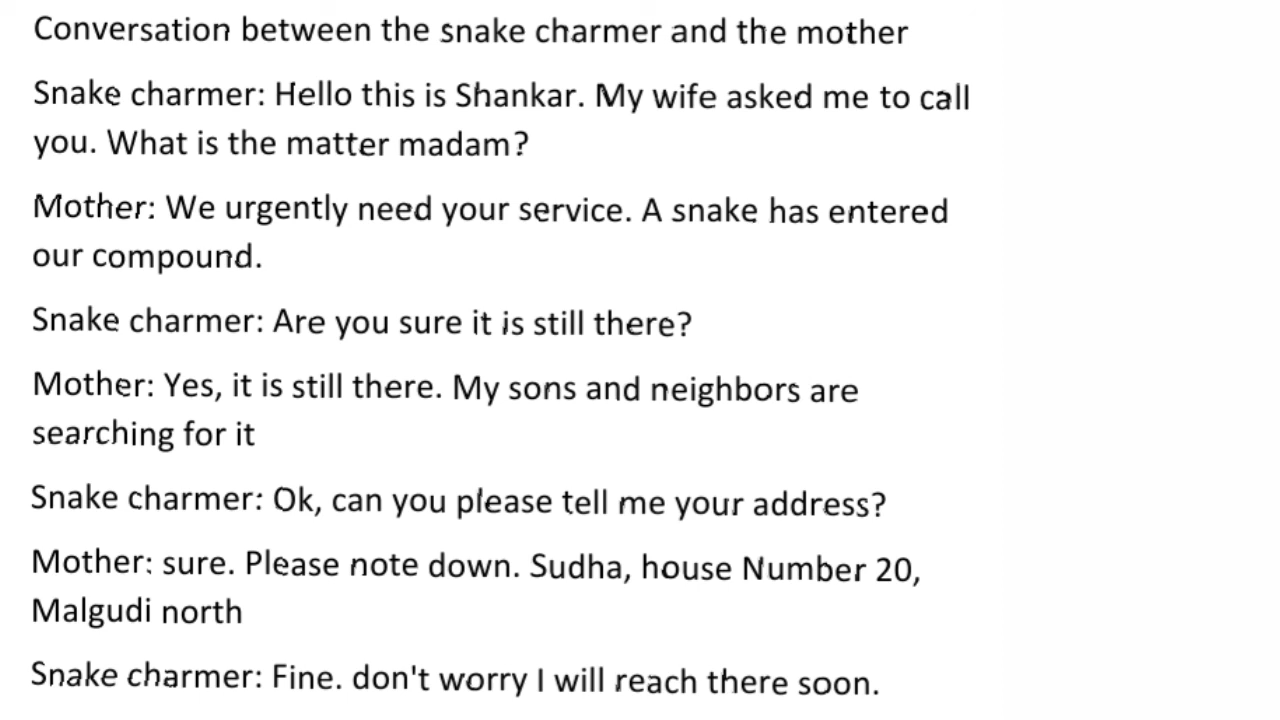 Conversation between the snake charmer and the mother
Snake charmer: Hello this is Shankar. My wife asked me to call
you. What is the matter madam?
Mother: We urgently need your service. A snake has entered
our compound.
Snake charmer: Are you sure it is still there?
Mother: Yes, it is still there. My sons and neighbors are
searching for it
Snake charmer: Ok, can you please tell me your address?
Mother: sure. Please note down. Sudha, house Number 20,
Malgudi north
Snake charmer: Fine. don't worry I will reach there soon.